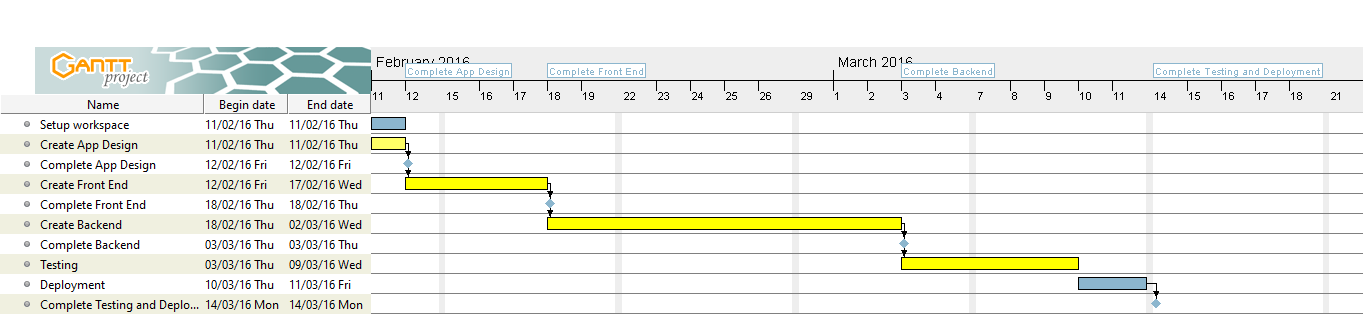 GANTT
project
February 2016
March 2016
Complete App Design
Complete Front End
Complete Backend
Complete Testing and Deployment
11 12 15 16 17 18 19 22 23 24 25 26 29 1 2 3 4 7 8 9 10 11 14 15 16 17 18 21
Name Begin date End date
Setup workspace 11/02/16 Thu 11/02/16 Thu
Create App Design 11/02/16 Thu 11/02/16 Thu
Complete App Design 12/02/16 Fri 12/02/16 Fri
Create Front End 12/02/16 Fri 17/02/16 Wed
Complete Front End 18/02/16 Thu 18/02/16 Thu
Create Backend 18/02/16 Thu 02/03/16 Wed
Complete Backend 03/03/16 Thu 03/03/16 Thu
Testing 03/03/16 Thu 09/03/16 Wed
Deployment 10/03/16 Thu 11/03/16 Fri
Complete Testing and Deplo... 14/03/16 Mon 14/03/16 Mon